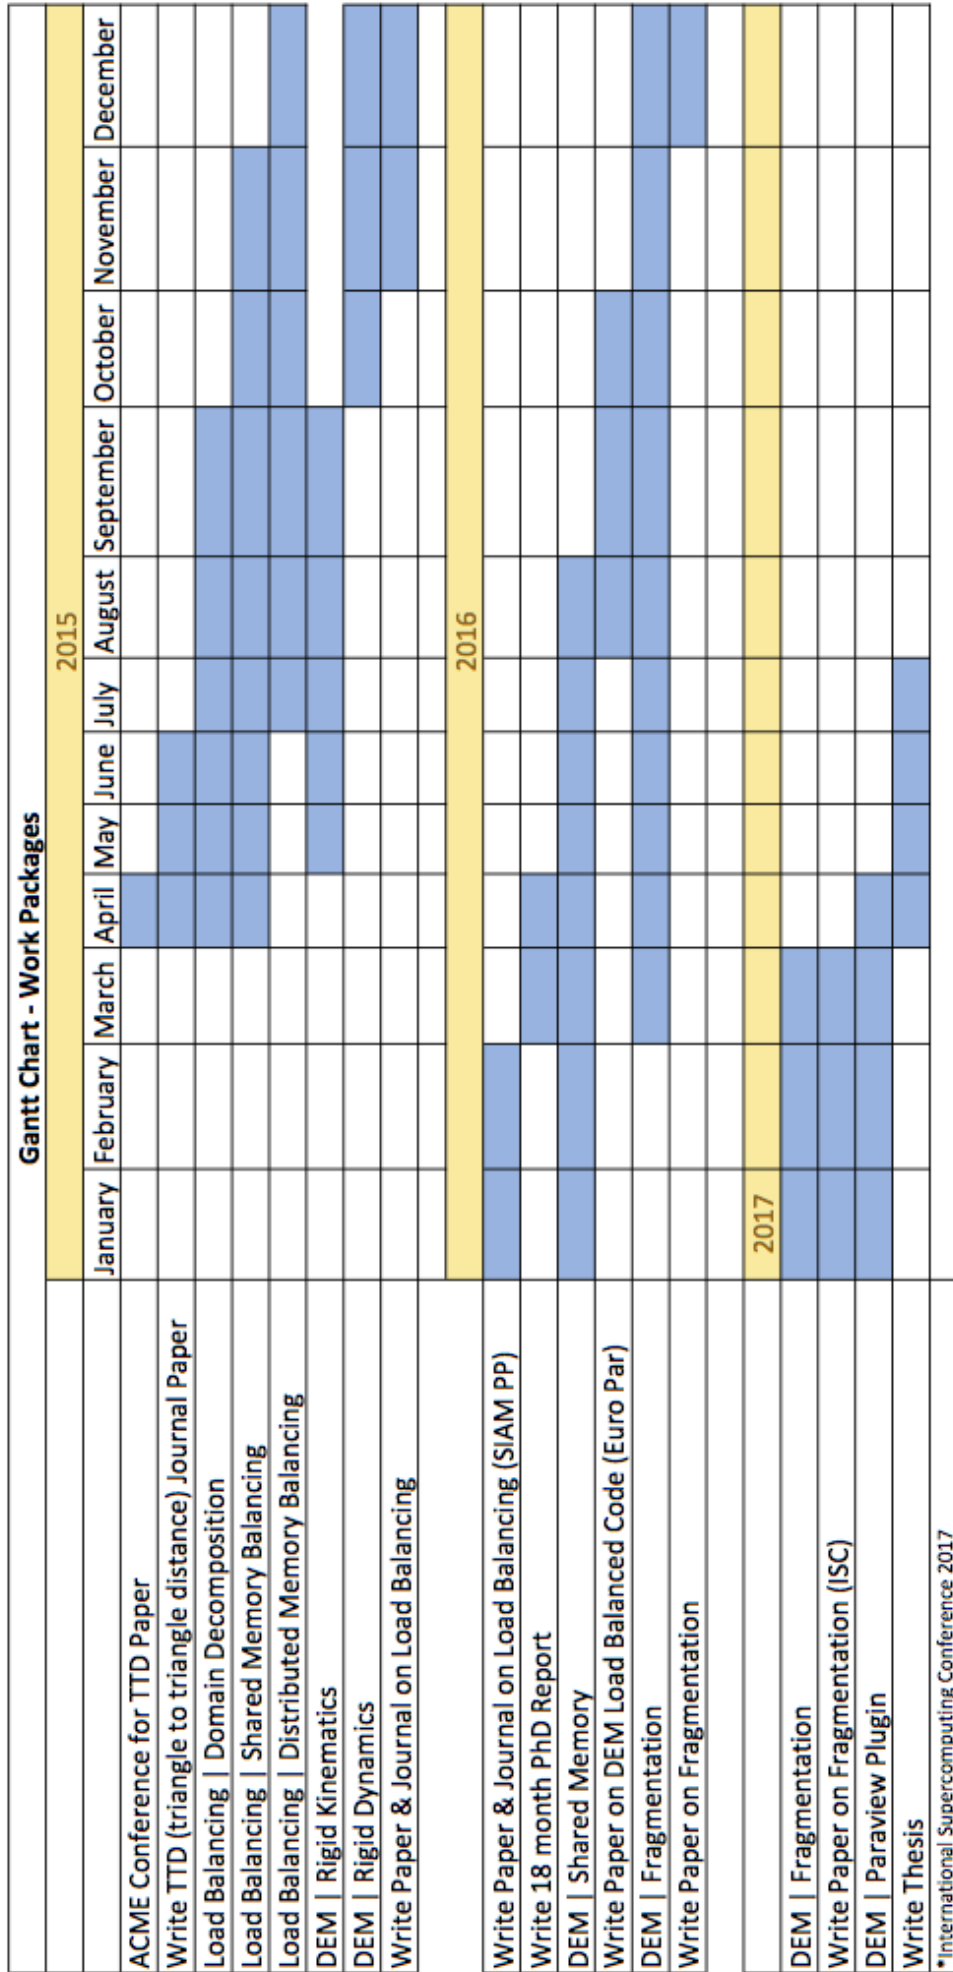 Gantt Chart - Work Packages
2015
January February March April May June July August September October November December
ACME Conference for TTD Paper
Write TTD (triangle to triangle distance) Journal Paper
Load Balancing | Domain Decomposition
Load Balancing | Shared Memory Balancing
Load Balancing | Distributed Memory Balancing
DEM | Rigid Kinematics
DEM | Rigid Dynamics
Write Paper & Journal on Load Balancing
2016
Write Paper & Journal on Load Balancing (SIAM PP)
Write 18 month PhD Report
DEM | Shared Memory
Write Paper on DEM Load Balanced Code (Euro Par)
DEM | Fragmentation
Write Paper on Fragmentation
2017
DEM | Fragmentation
Write Paper on Fragmentation (ISC)
DEM | Paraview Plugin
Write Thesis
*International Supercomputing Conference 2017